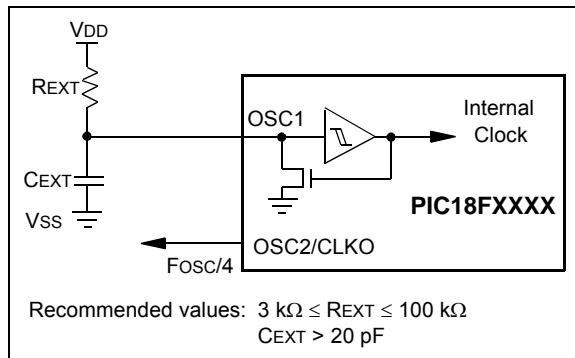 VDD
REXT
OSC1
Internal
Clock
CEXT
PIC18FXXXX
VSS
OSC2/CLKO
FOSC/4
Recommended values: 3 kΩ ≤ REXT ≤ 100 kΩ
CEXT > 20 pF